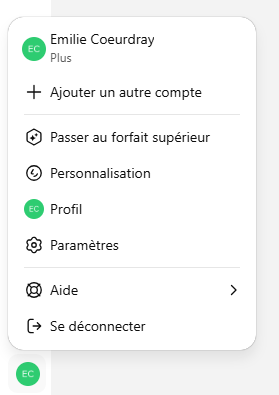 EC
Emilie Coeurdray
Plus
Ajouter un autre compte
Passer au forfait supérieur
Personnalisation
EC
Profil
Paramètres
Aide
Se déconnecter
EC